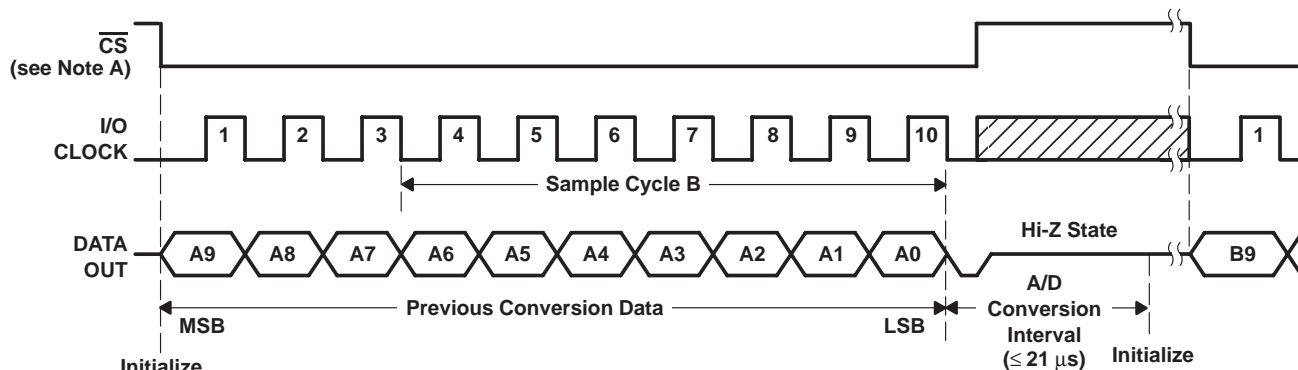 CS
(see Note A)
I/O
CLOCK
1 2 3 4 5 6 7 8 9 10 1
Sample Cycle B
DATA
OUT
A9 A8 A7 A6 A5 A4 A3 A2 A1 A0 B9
Hi-Z State
Previous Conversion Data
MSB
LSB
A/D
Conversion
Interval
(≤ 21 µs)
Initialize
Initialize